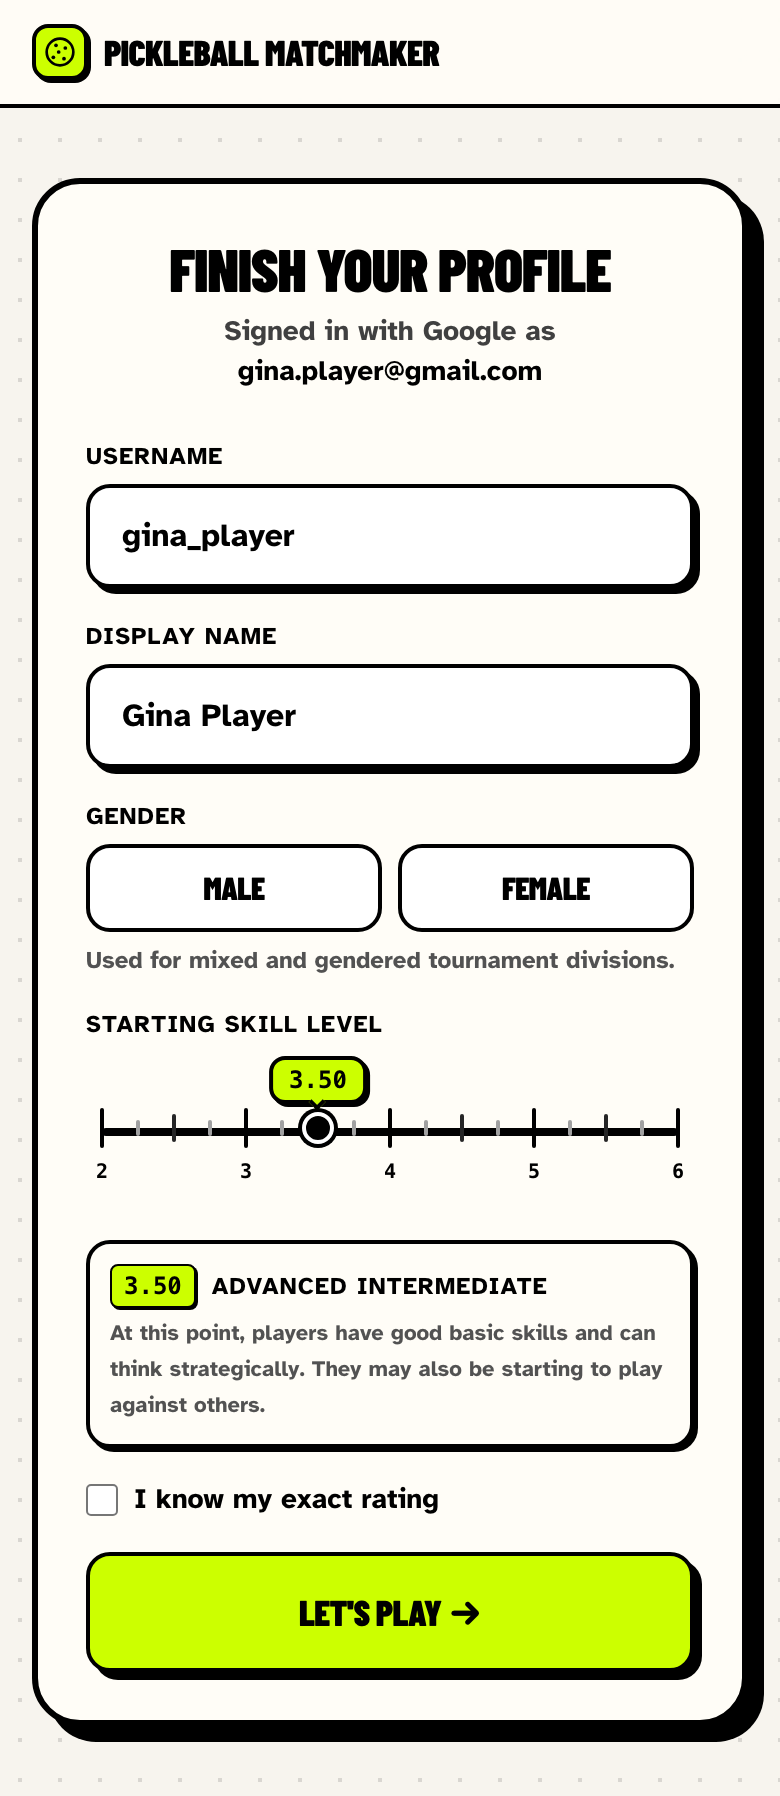 PICKLEBALL MATCHMAKER
FINISH YOUR PROFILE
Signed in with Google as
gina.player@gmail.com
USERNAME
gina_player
DISPLAY NAME
Gina Player
GENDER
MALE FEMALE
Used for mixed and gendered tournament divisions.
STARTING SKILL LEVEL
3.50
2 3 4 5 6
3.50 ADVANCED INTERMEDIATE
At this point, players have good basic skills and can
think strategically. They may also be starting to play
against others.
I know my exact rating
LET'S PLAY →